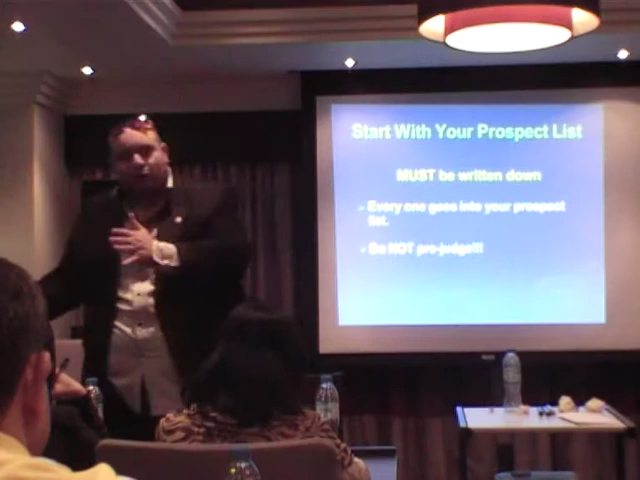 Start With Your Prospect List
MUST be written down
- Every one goes into your prospect
list.
- Do NOT pre-judge!!!